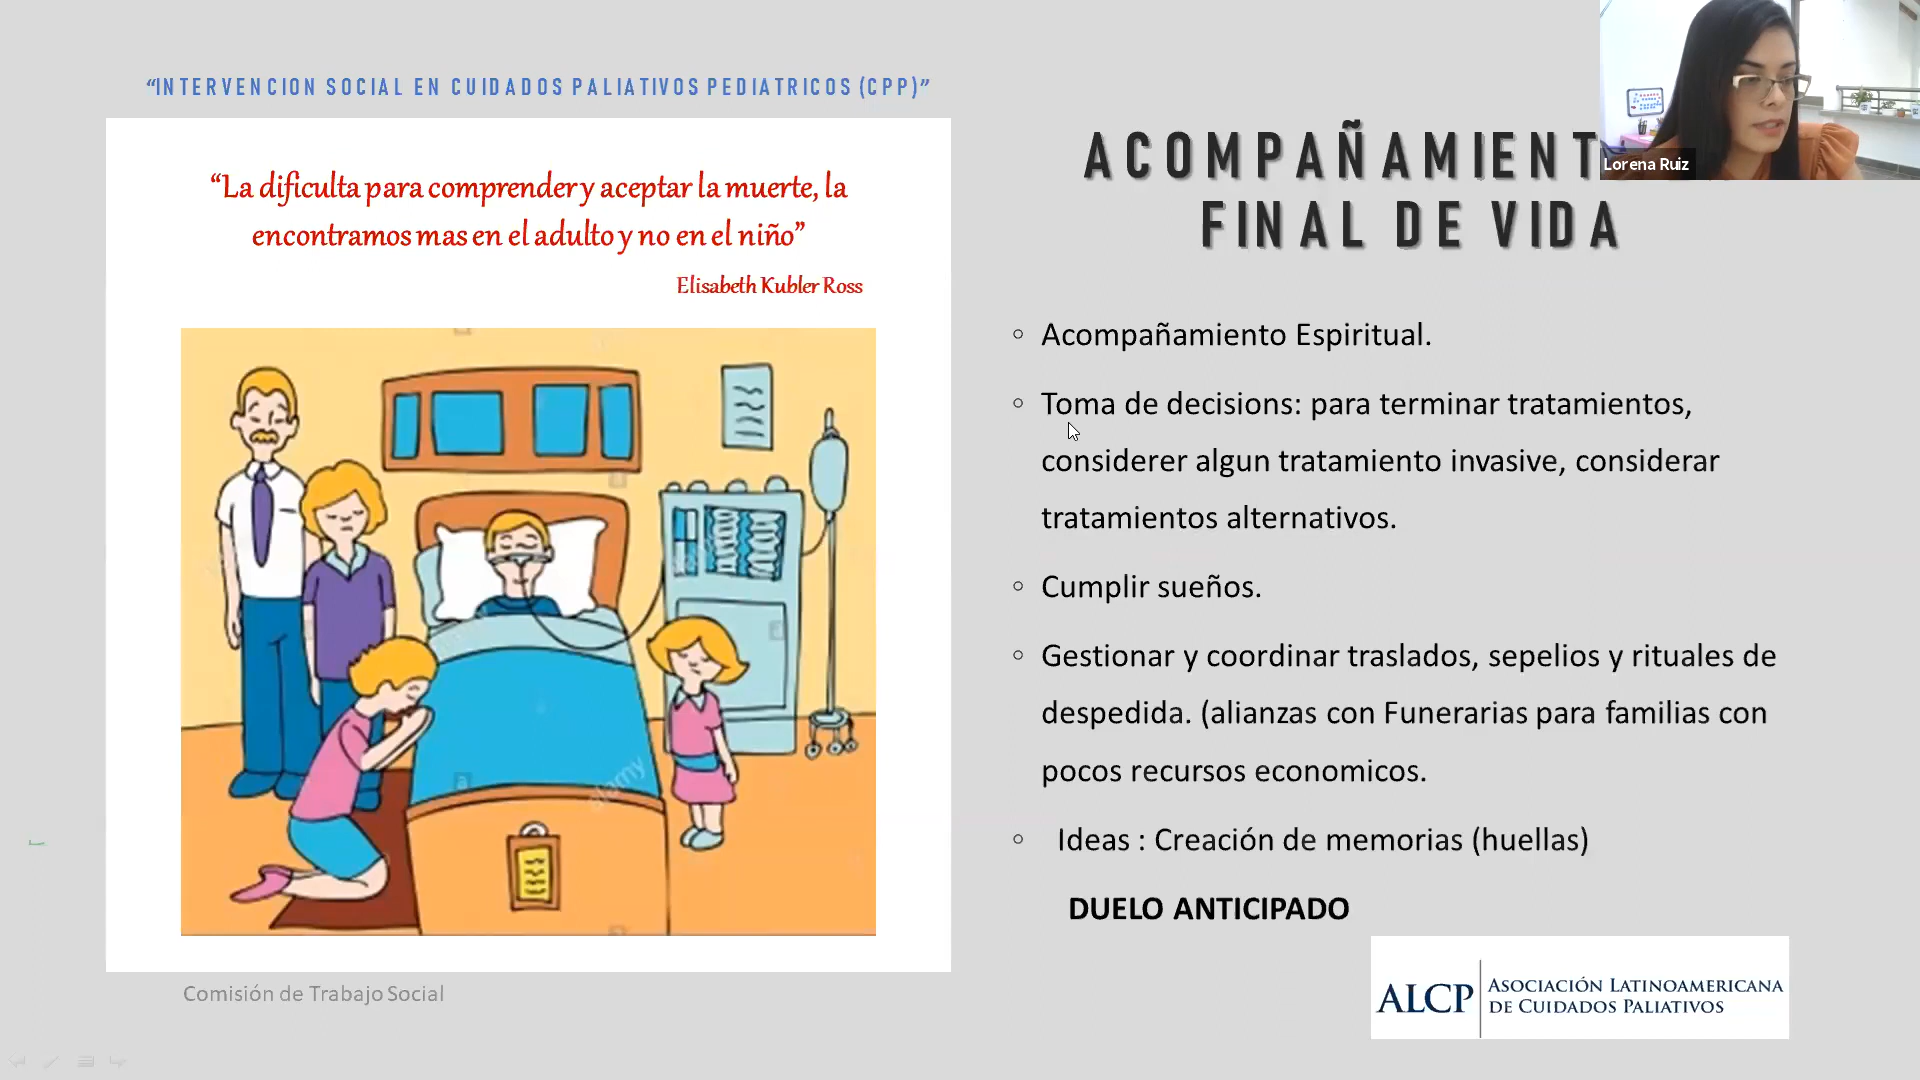 “INTERVENCION SOCIAL EN CUIDADOS PALIATIVOS PEDIATRICOS (CPP)”
“La dificulta para comprender y aceptar la muerte, la
encontramos mas en el adulto y no en el niño”
Elisabeth Kubler Ross
alamy
Comisión de Trabajo Social
Lorena Ruiz
ACOMPAÑAMIENT
FINAL DE VIDA
Acompañamiento Espiritual.
Toma de decisions: para terminar tratamientos,
considerer algun tratamiento invasive, considerar
tratamientos alternativos.
Cumplir sueños.
Gestionar y coordinar traslados, sepelios y rituales de
despedida. (alianzas con Funerarias para familias con
pocos recursos economicos.
Ideas : Creación de memorias (huellas)
DUELO ANTICIPADO
ALCP
ASOCIACIÓN LATINOAMERICANA
DE CUIDADOS PALIATIVOS